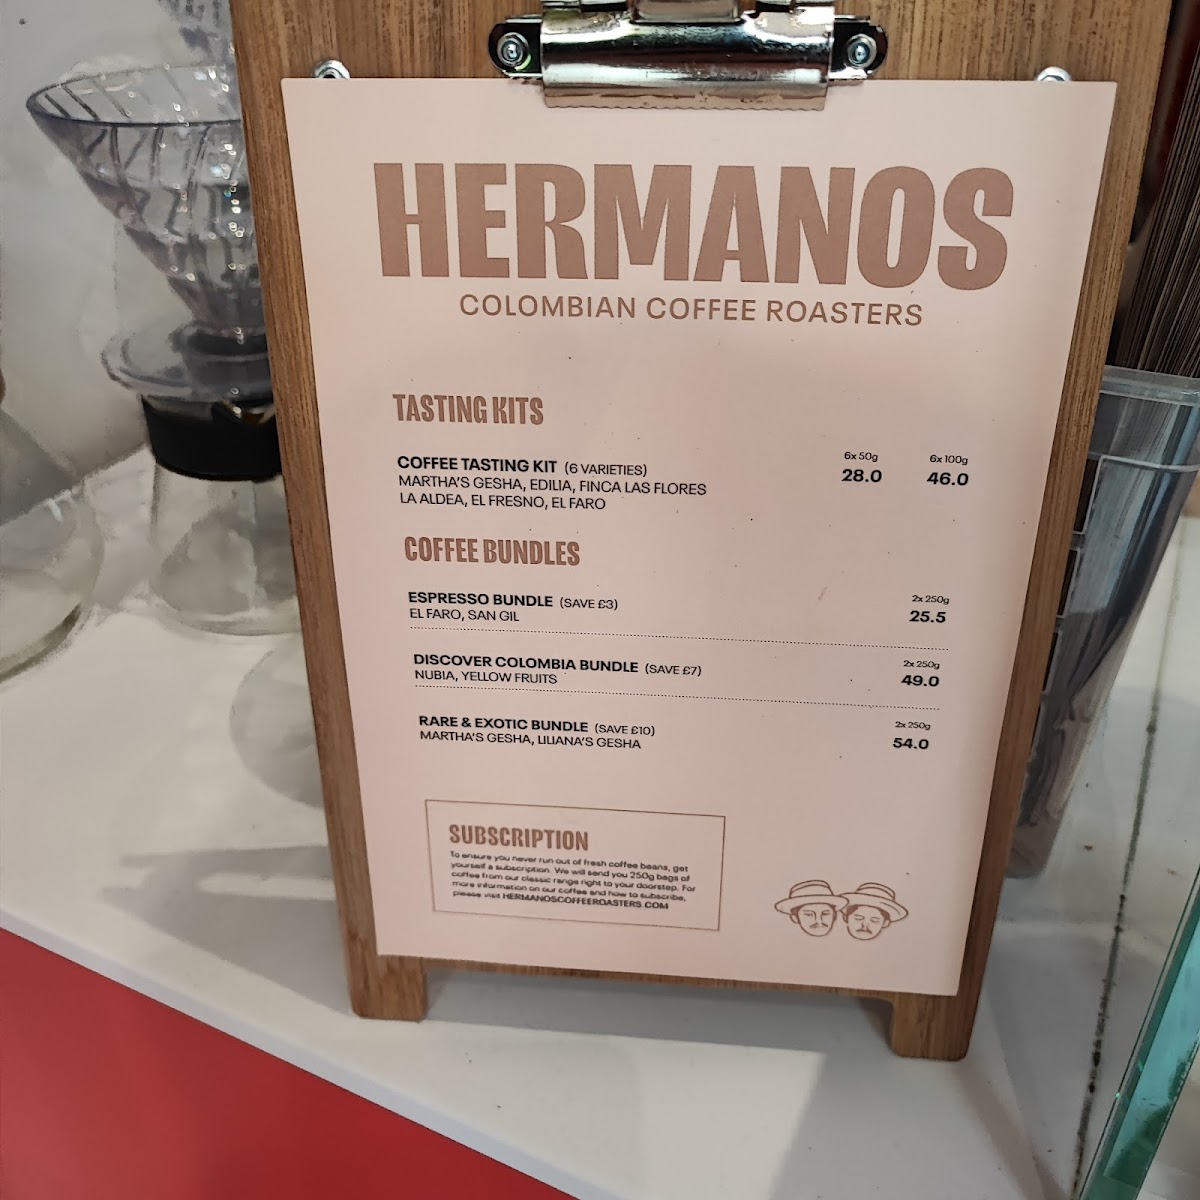 HERMANOS
COLOMBIAN COFFEE ROASTERS
TASTING KITS
COFFEE TASTING KIT (6 VARIETIES)
MARTHA'S GESHA, EDILIA, FINCA LAS FLORES
LA ALDEA, EL FRESNO, EL FARO
6x 50g 6x 100g
28.0 46.0
COFFEE BUNDLES
ESPRESSO BUNDLE (SAVE £3)
EL FARO, SAN GIL
2x 250g
25.5
DISCOVER COLOMBIA BUNDLE (SAVE £7)
NUBIA, YELLOW FRUITS
2x 250g
49.0
RARE & EXOTIC BUNDLE (SAVE £10)
MARTHA'S GESHA, LILIANA'S GESHA
2x 250g
54.0
SUBSCRIPTION
To ensure you never run out of fresh coffee beans, get
yourself a subscription. We will send you 250g bags of
coffee from our classic range right to your doorstep. For
more information on our coffee and how to subscribe,
please visit HERMANOSCOFFEEROASTERS.COM